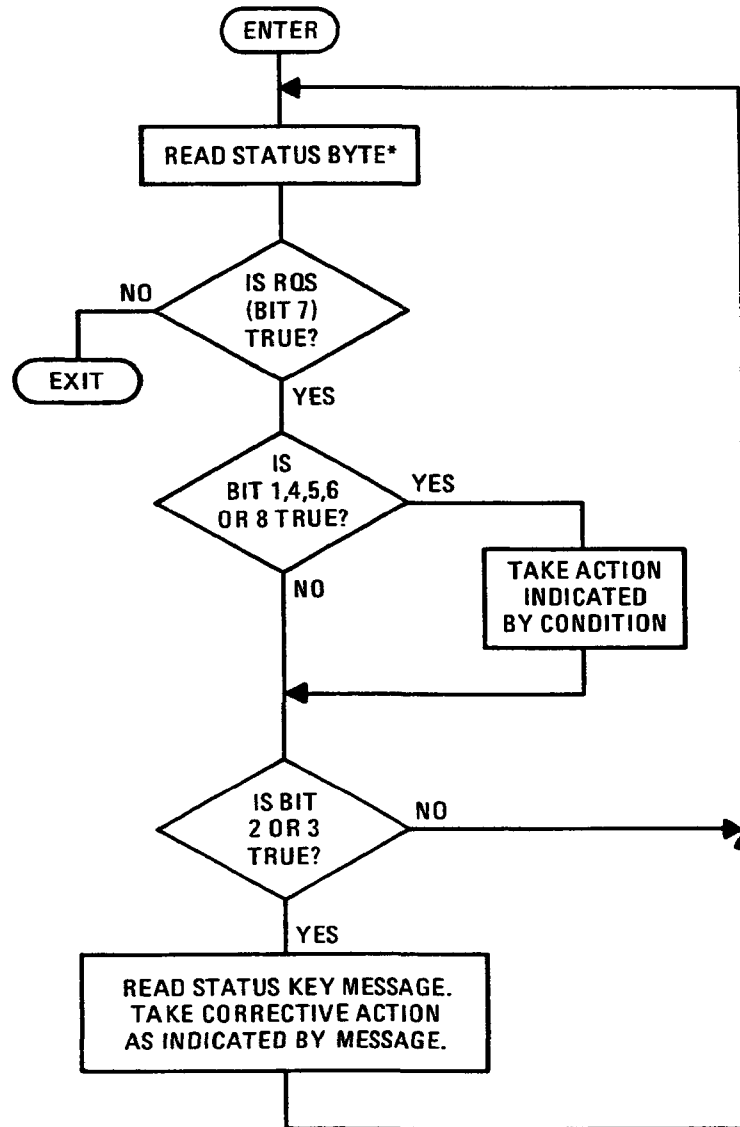 ENTER
READ STATUS BYTE*
IS RQS
(BIT 7)
TRUE?
NO
EXIT
YES
IS
BIT 1,4,5,6
OR 8 TRUE?
YES
NO
TAKE ACTION
INDICATED
BY CONDITION
IS BIT
2 OR 3
TRUE?
NO
YES
READ STATUS KEY MESSAGE.
TAKE CORRECTIVE ACTION
AS INDICATED BY MESSAGE.